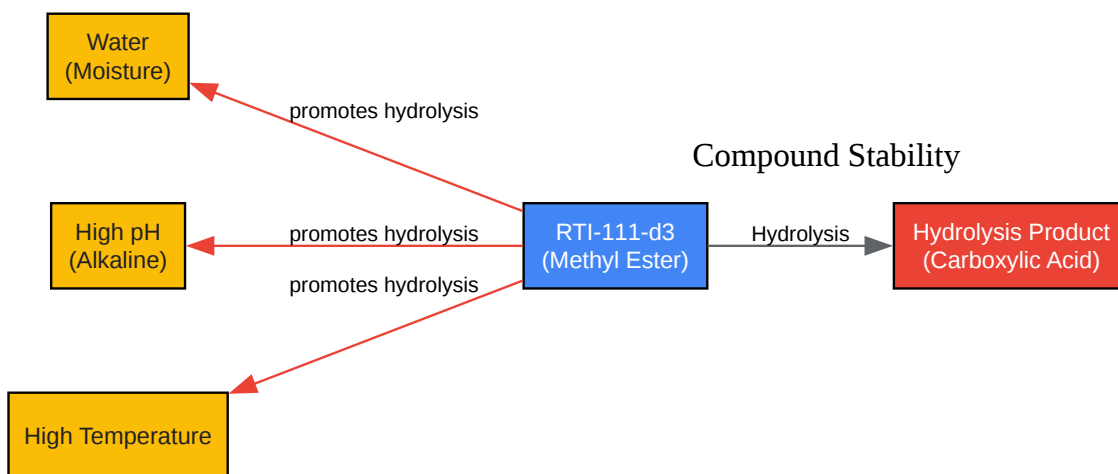 Water
(Moisture)
promotes hydrolysis
Compound Stability
High pH
(Alkaline)
promotes hydrolysis
RTI-111-d3
(Methyl Ester)
Hydrolysis
Hydrolysis Product
(Carboxylic Acid)
promotes hydrolysis
High Temperature